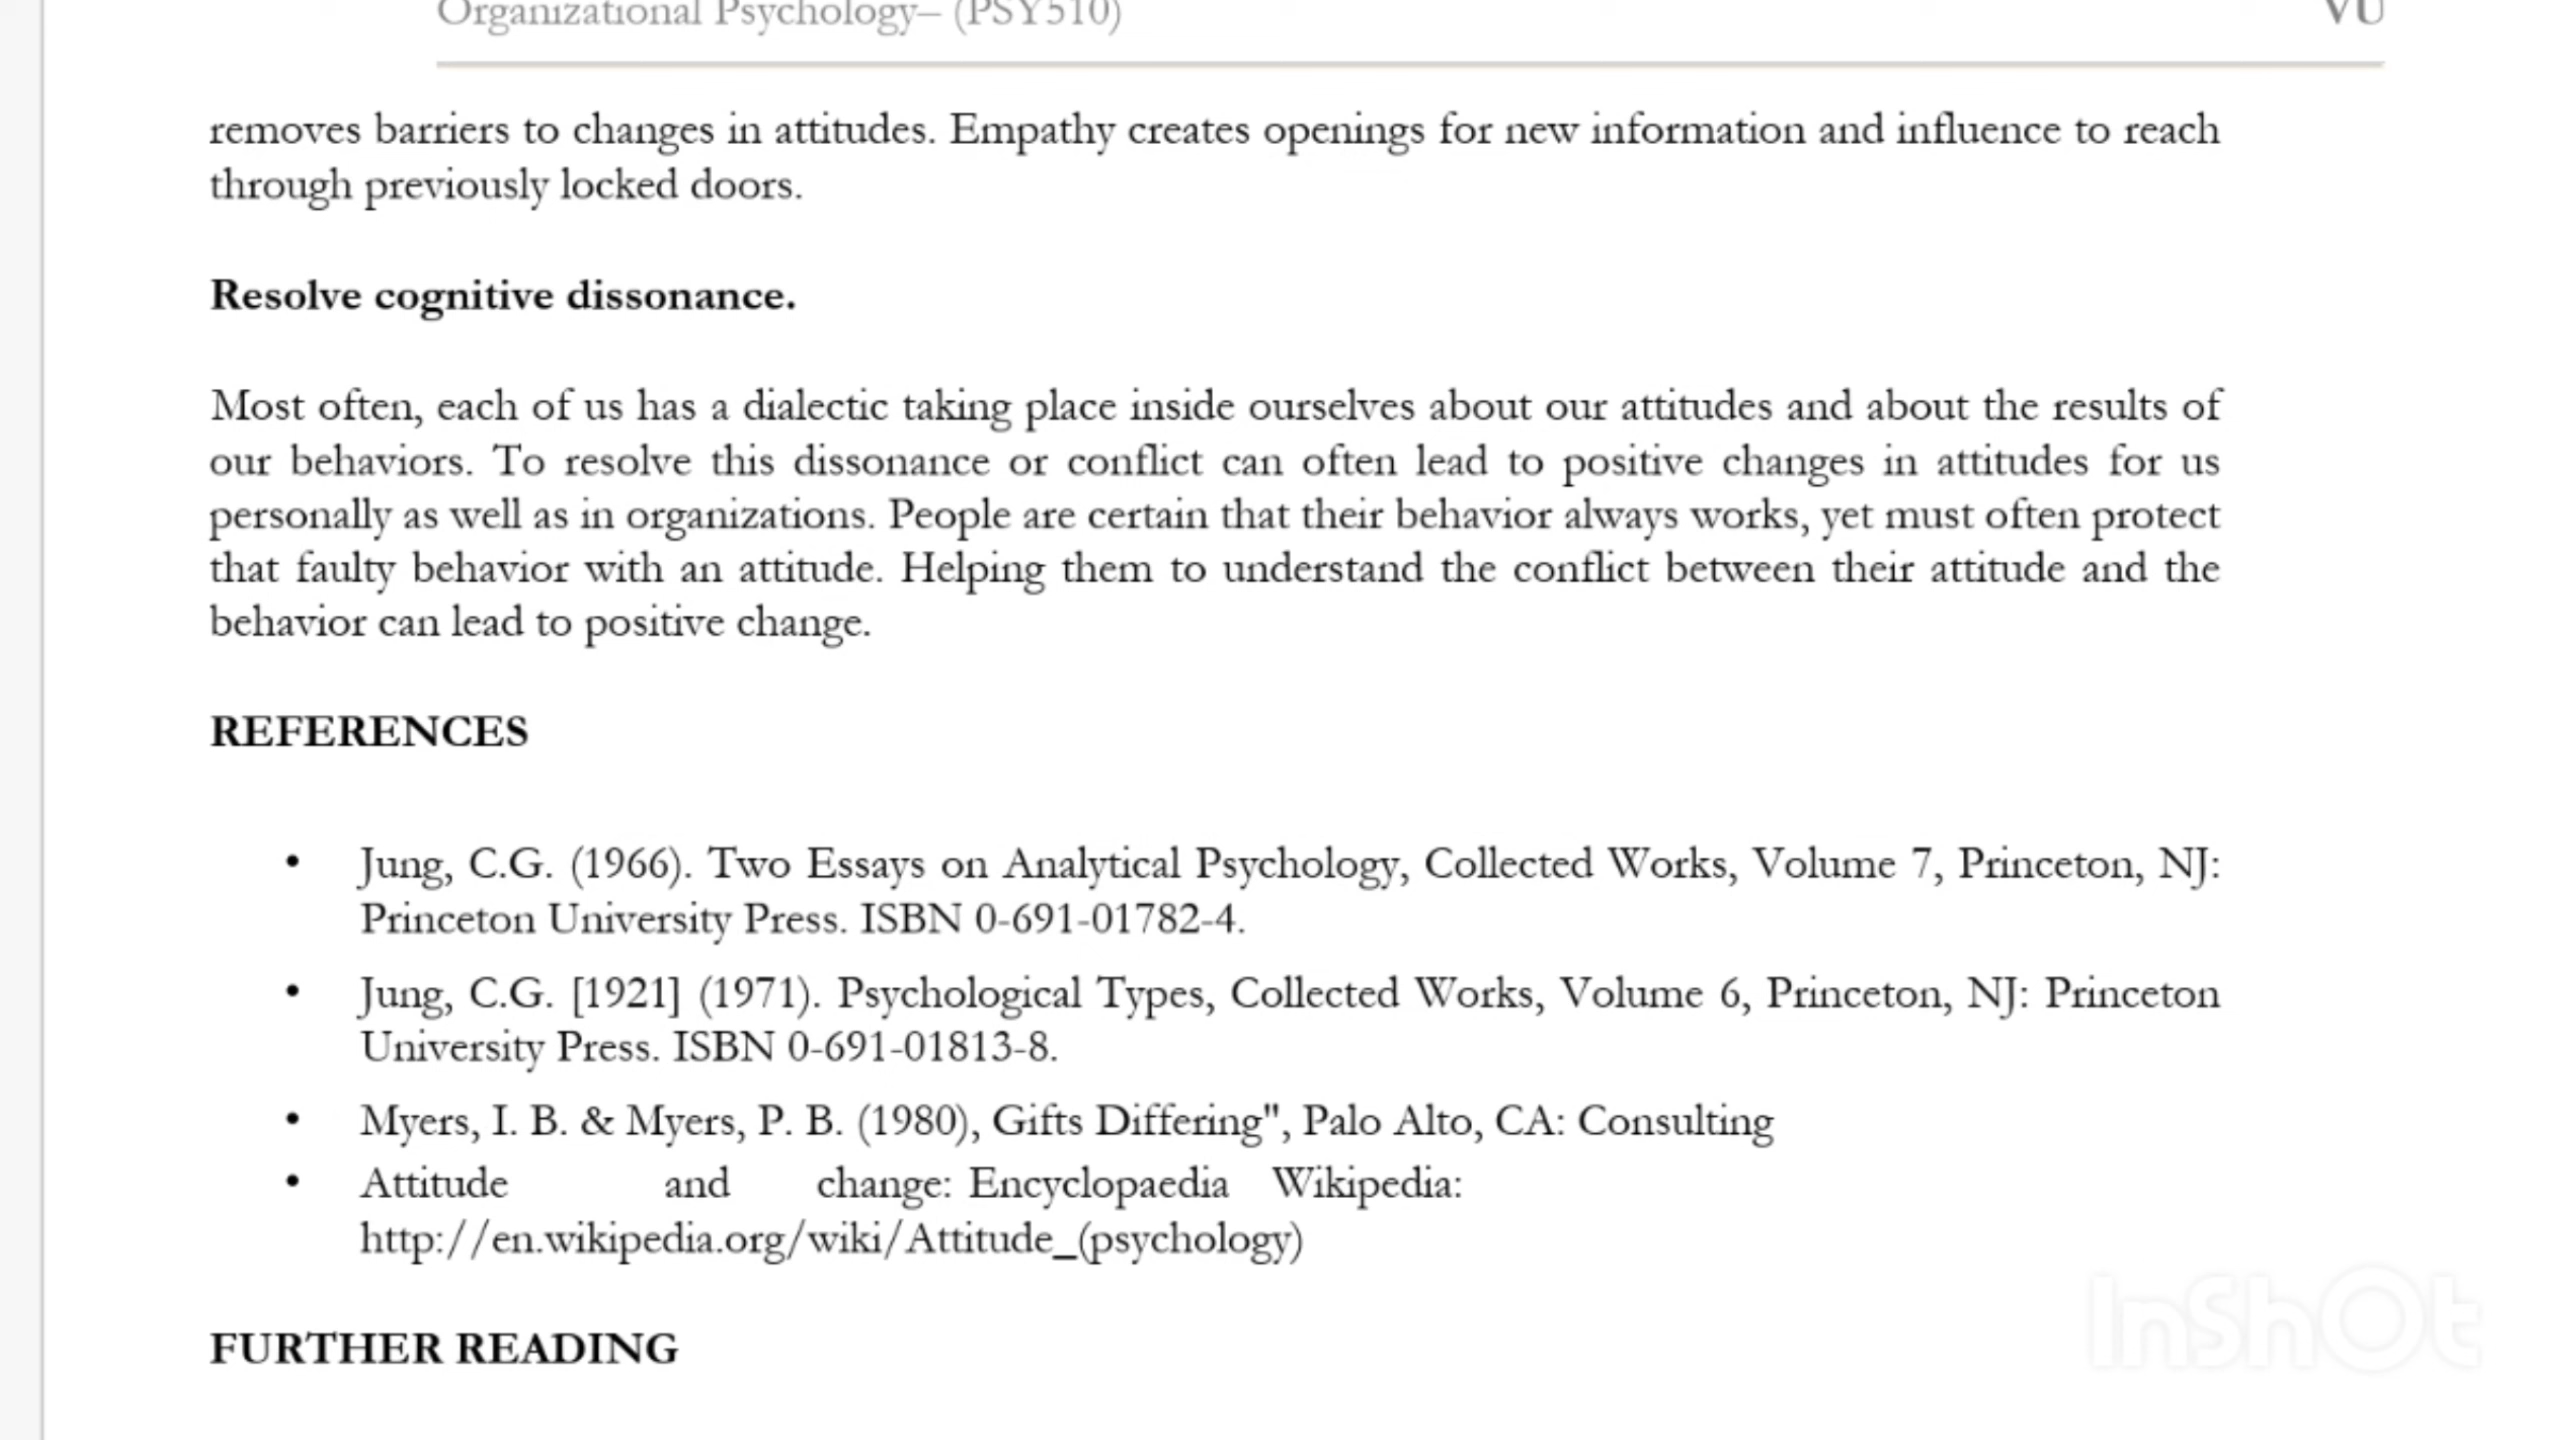 Organizational Psychology– (PSY510)
VU
removes barriers to changes in attitudes. Empathy creates openings for new information and influence to reach
through previously locked doors.
Resolve cognitive dissonance.
Most often, each of us has a dialectic taking place inside ourselves about our attitudes and about the results of
our behaviors. To resolve this dissonance or conflict can often lead to positive changes in attitudes for us
personally as well as in organizations. People are certain that their behavior always works, yet must often protect
that faulty behavior with an attitude. Helping them to understand the conflict between their attitude and the
behavior can lead to positive change.
REFERENCES
• Jung, C.G. (1966). Two Essays on Analytical Psychology, Collected Works, Volume 7, Princeton, NJ:
Princeton University Press. ISBN 0-691-01782-4.
• Jung, C.G. [1921] (1971). Psychological Types, Collected Works, Volume 6, Princeton, NJ: Princeton
University Press. ISBN 0-691-01813-8.
• Myers, I. B. & Myers, P. B. (1980), Gifts Differing", Palo Alto, CA: Consulting
• Attitude and change: Encyclopaedia Wikipedia:
http://en.wikipedia.org/wiki/Attitude_(psychology)
FURTHER READING
InShOt